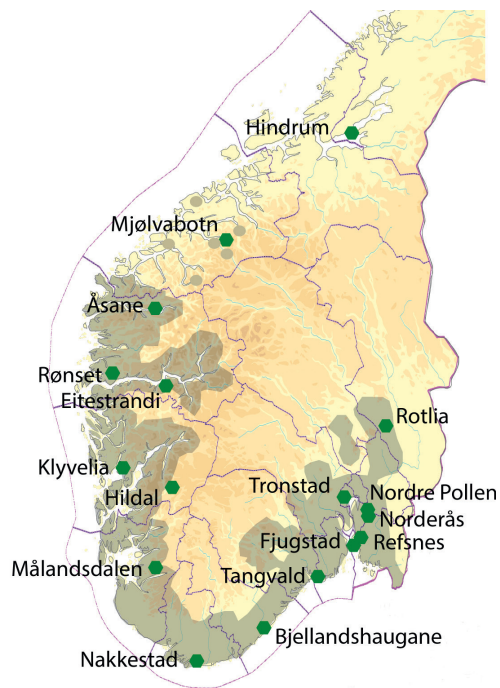 Hindrum
Mjølvabotn
Åsane
Rønset
Eitestrandi
Rotlia
Klyvelia
Hildal
Tronstad
Nordre Pollen
Norderås
Fjugstad
Refsnes
Målandsdalen
Tangvald
Bjellandshaugane
Nakkestad